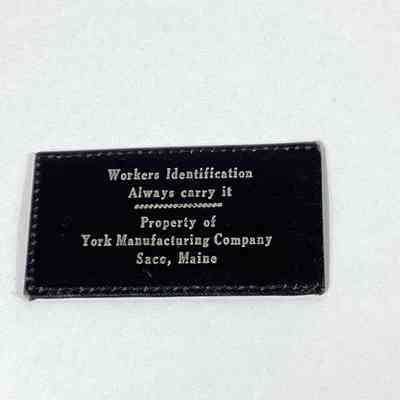 Workers Identification
Always carry it
Property of
York Manufacturing Company
Saco, Maine